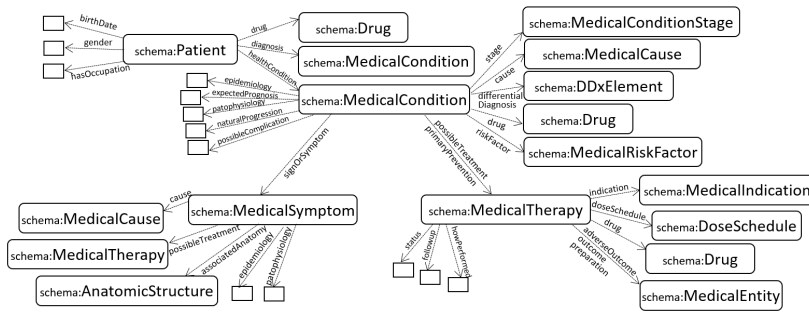 birthDate
gender
hasOccupation
schema:Patient
drug
diagnosis
healthCondition
schema:Drug
schema:MedicalCondition
epidemiology
expectedPrognosis
patophysiology
naturalProgression
possibleComplication
schema:MedicalCondition
stage
cause
differential
Diagnosis
drug
riskFactor
schema:MedicalConditionStage
schema:MedicalCause
schema:DDxElement
schema:Drug
schema:MedicalRiskFactor
signOrSymptom
possibleTreatment
primaryPrevention
cause
schema:MedicalSymptom
schema:MedicalCause
possibleTreatment
associatedAnatomy
epidemiology
patophysiology
schema:MedicalTherapy
schema:AnatomicStructure
schema:MedicalTherapy
status
followup
howPerformed
indication
doseSchedule
drug
adverseOutcome
outcome
preparation
schema:MedicalIndication
schema:DoseSchedule
schema:Drug
schema:MedicalEntity